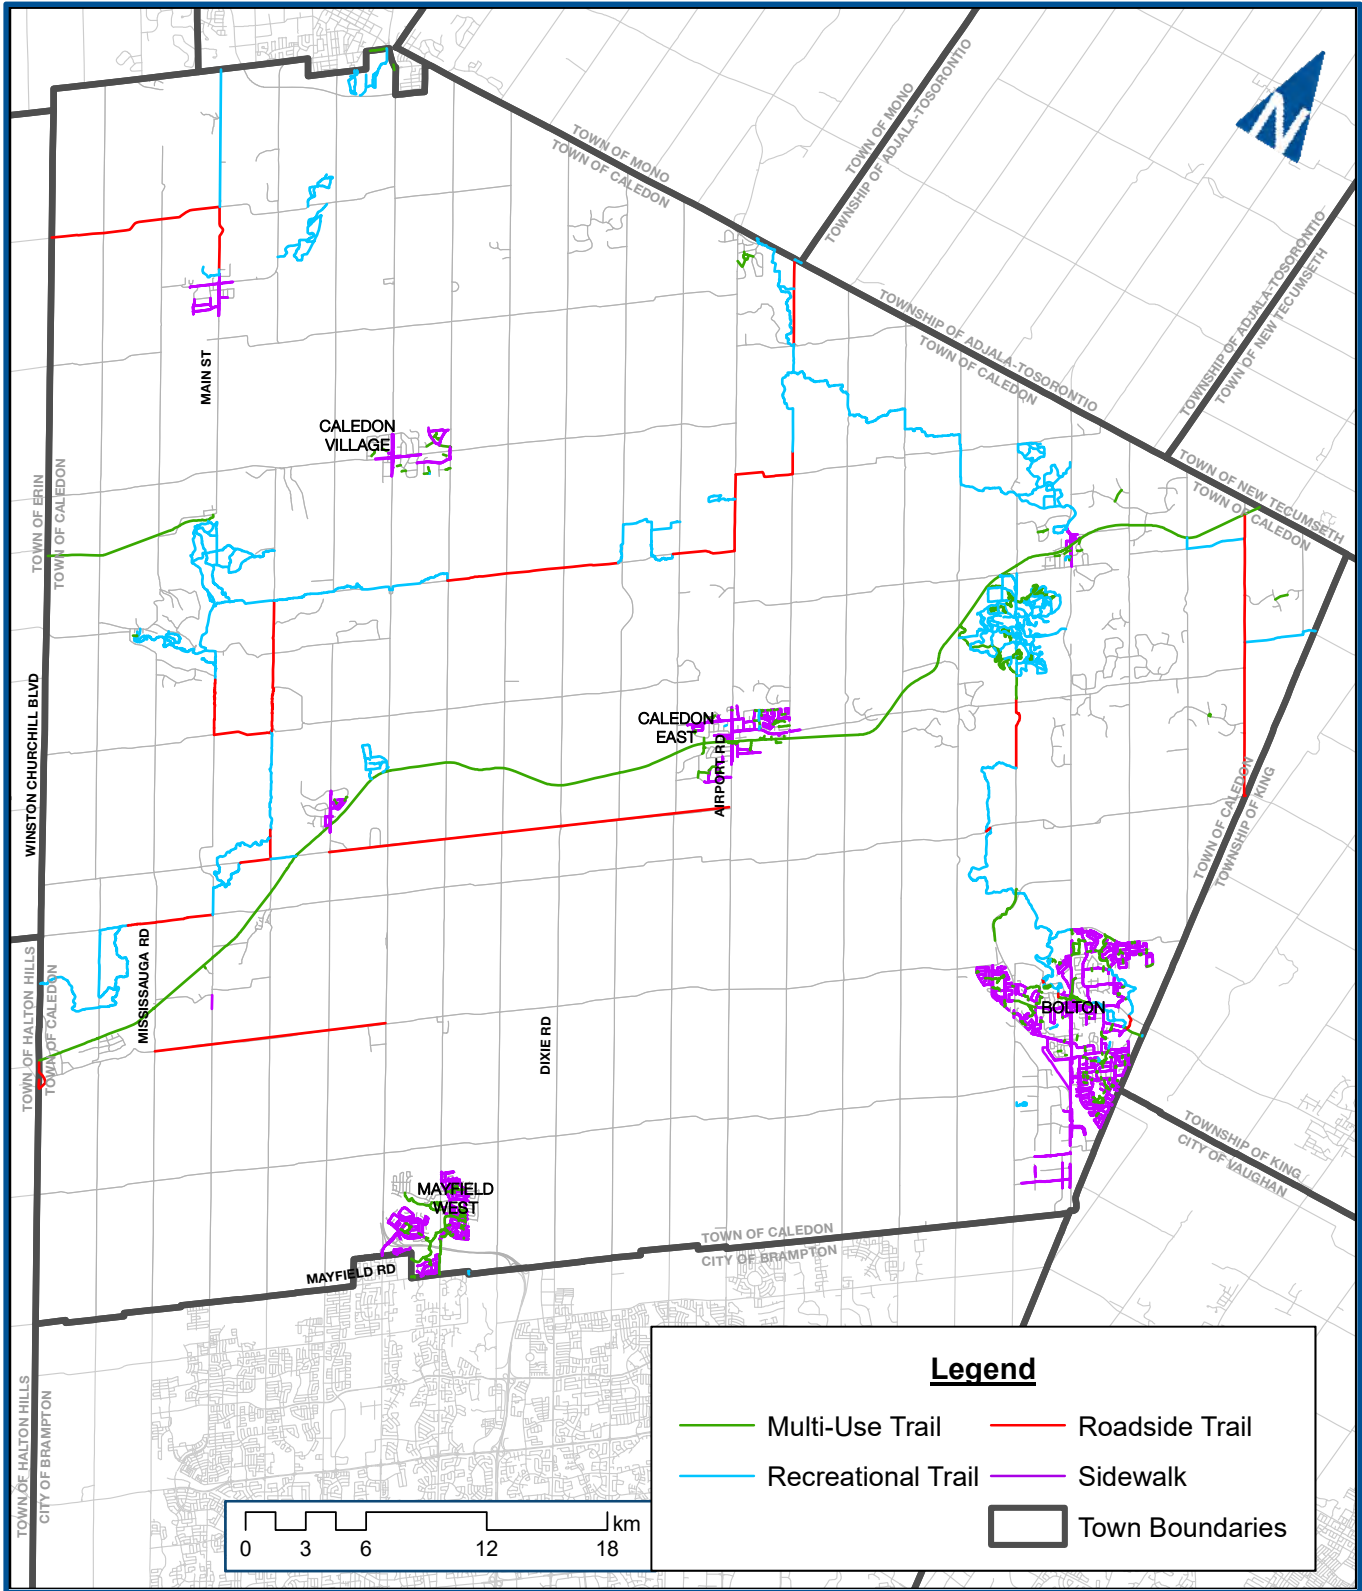 TOWN OF MONO
TOWN OF CALEDON
TOWN OF MONO
TOWNSHIP OF ADJALA-TOSORONTIO
N
TOWNSHIP OF ADJALA-TOSORONTIO
TOWN OF NEW TECUMSETH
TOWNSHIP OF ADJALA-TOSORONTIO
TOWN OF CALEDON
MAIN ST
CALEDON
VILLAGE
TOWN OF ERIN
TOWN OF CALEDON
TOWN OF NEW TECUMSETH
TOWN OF CALEDON
WINSTON CHURCHILL BLVD
CALEDON
EAST
AIRPORT RD
TOWN OF CALEDON
TOWNSHIP OF KING
MISSISSAUGA RD
TOWN OF HALTON HILLS
TOWN OF CALEDON
BOLTON
DIXIE RD
TOWNSHIP OF KING
CITY OF VAUGHAN
MAYFIELD
WEST
TOWN OF CALEDON
CITY OF BRAMPTON
MAYFIELD RD
TOWN OF HALTON HILLS
CITY OF BRAMPTON
Legend
Multi-Use Trail
Roadside Trail
Recreational Trail
Sidewalk
Town Boundaries
km
0 3 6 12 18